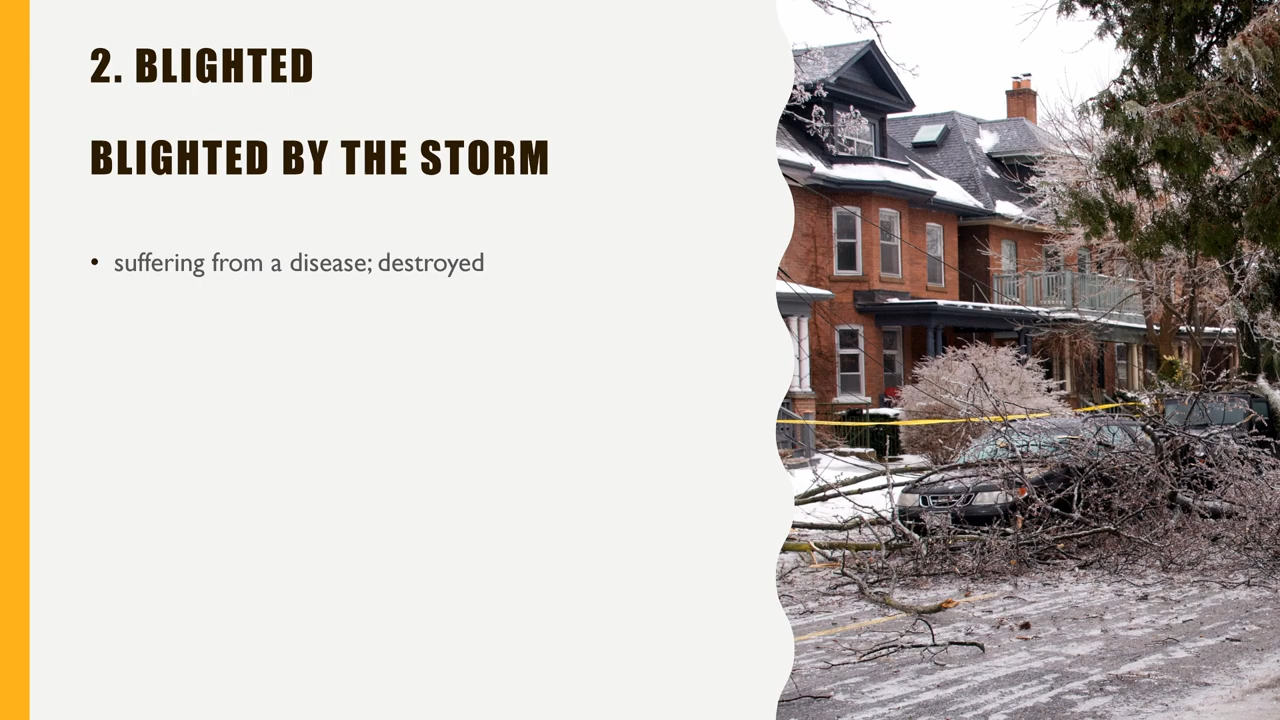 2. BLIGHTED
BLIGHTED BY THE STORM
• suffering from a disease; destroyed